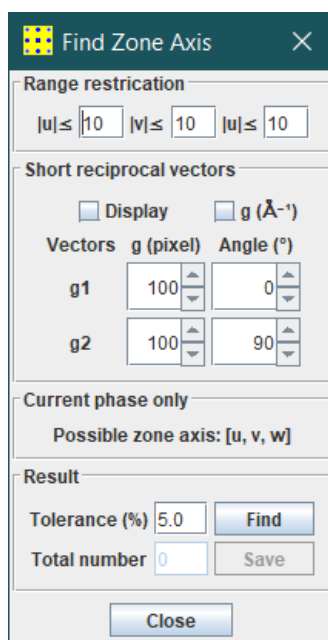 Find Zone Axis
Range restrication
|u|≤ 10 |v|≤ 10 |u|≤ 10
Short reciprocal vectors
Display g (Å⁻¹)
Vectors g (pixel) Angle (°)
g1 100 0
g2 100 90
Current phase only
Possible zone axis: [u, v, w]
Result
Tolerance (%) 5.0 Find
Total number 0 Save
Close